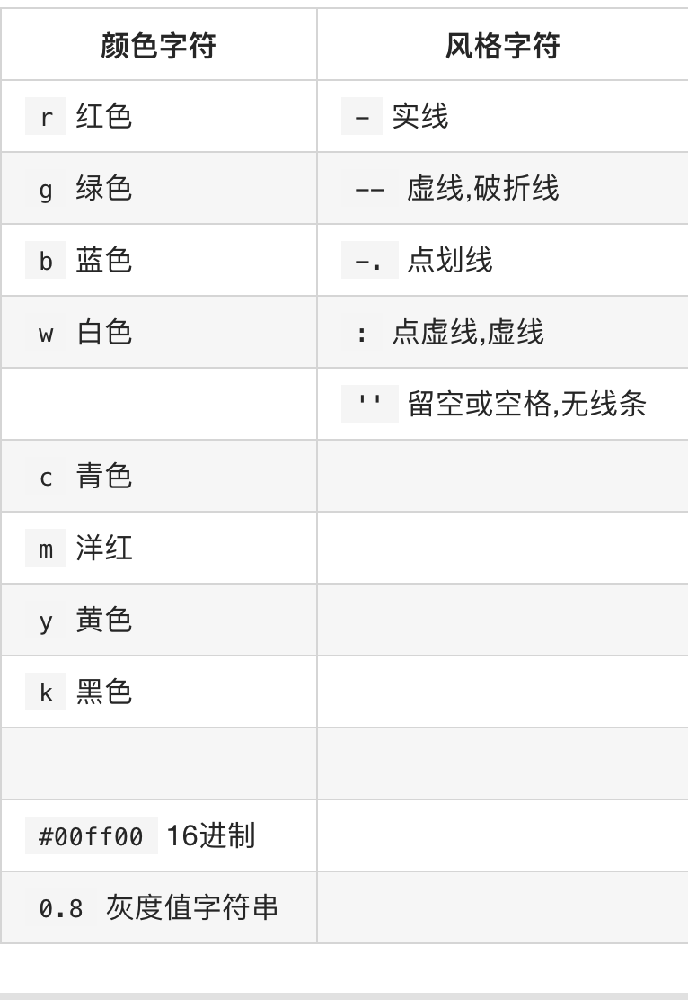 颜色字符 风格字符
r 红色 - 实线
g 绿色 -- 虚线,破折线
b 蓝色 -. 点划线
w 白色 : 点虚线,虚线
'' 留空或空格,无线条
c 青色
m 洋红
y 黄色
k 黑色
#00ff00 16进制
0.8 灰度值字符串